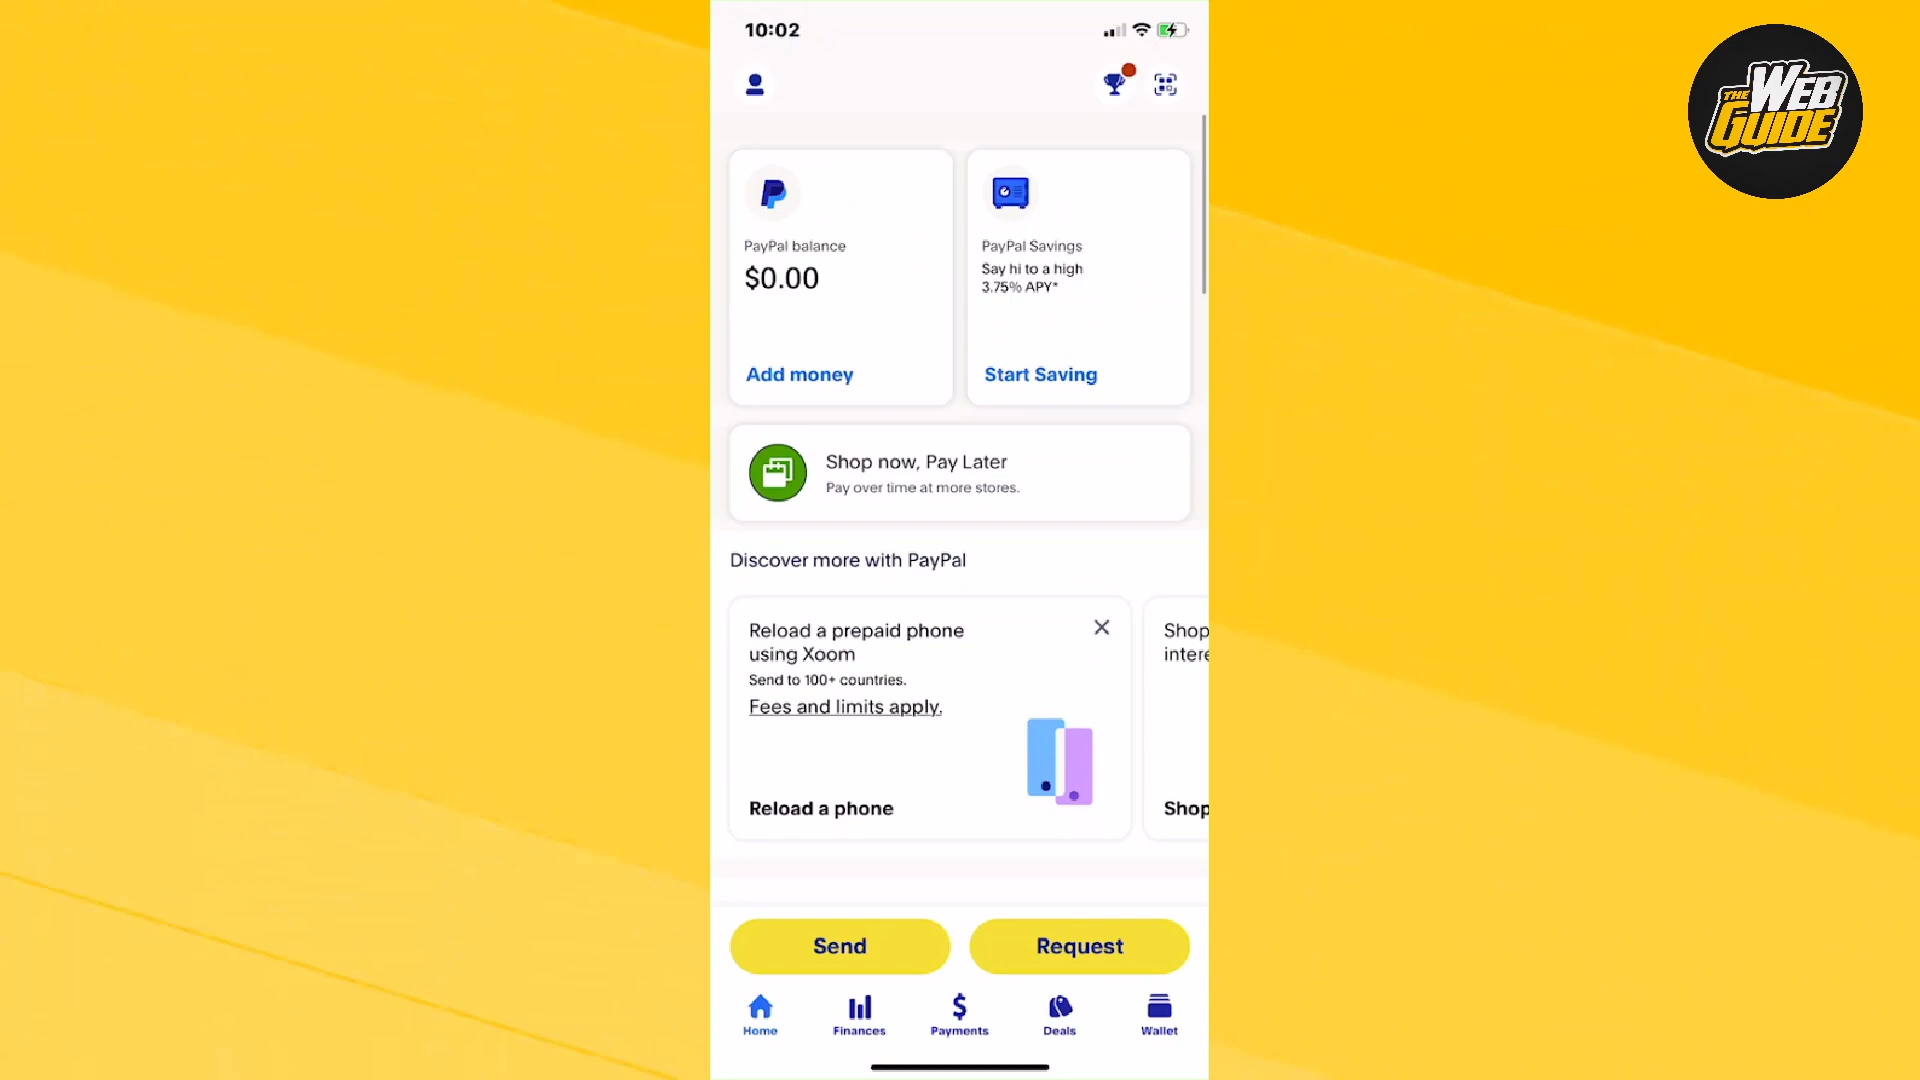 10:02
THE WEB
GUIDE
PayPal balance
$0.00
Add money
PayPal Savings
Say hi to a high
3.75% APY*
Start Saving
Shop now, Pay Later
Pay over time at more stores.
Discover more with PayPal
Reload a prepaid phone
using Xoom
Send to 100+ countries.
Fees and limits apply.
Reload a phone
Shop
intere
Shop
Send
Request
Home
Finances
Payments
Deals
Wallet